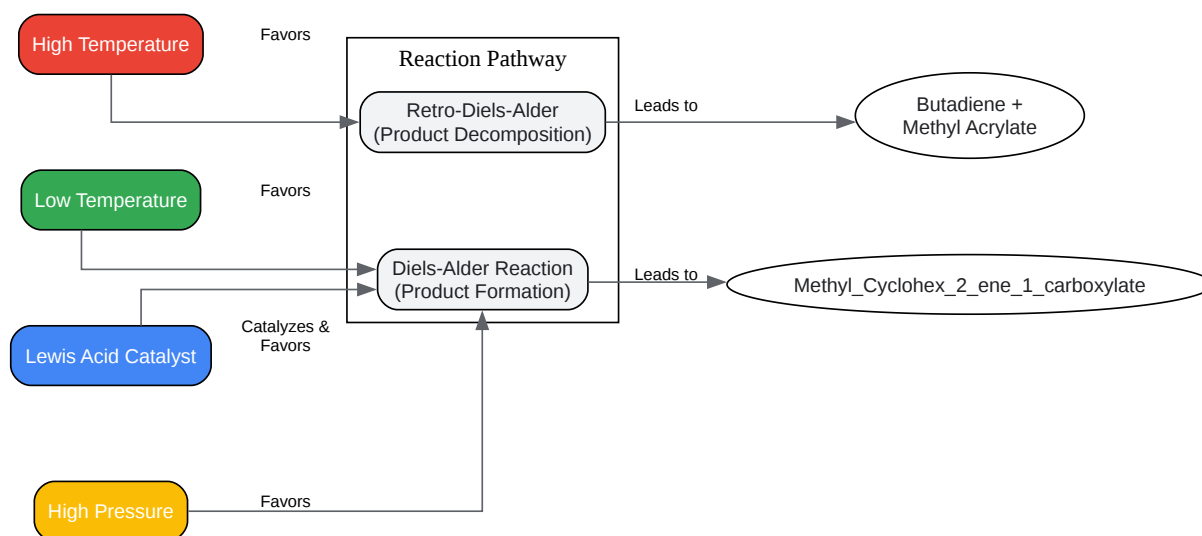 High Temperature
Favors
Reaction Pathway
Retro-Diels-Alder
(Product Decomposition)
Leads to
Butadiene +
Methyl Acrylate
Low Temperature
Favors
Diels-Alder Reaction
(Product Formation)
Leads to
Methyl_Cyclohex_2_ene_1_carboxylate
Lewis Acid Catalyst
Catalyzes &
Favors
High Pressure
Favors